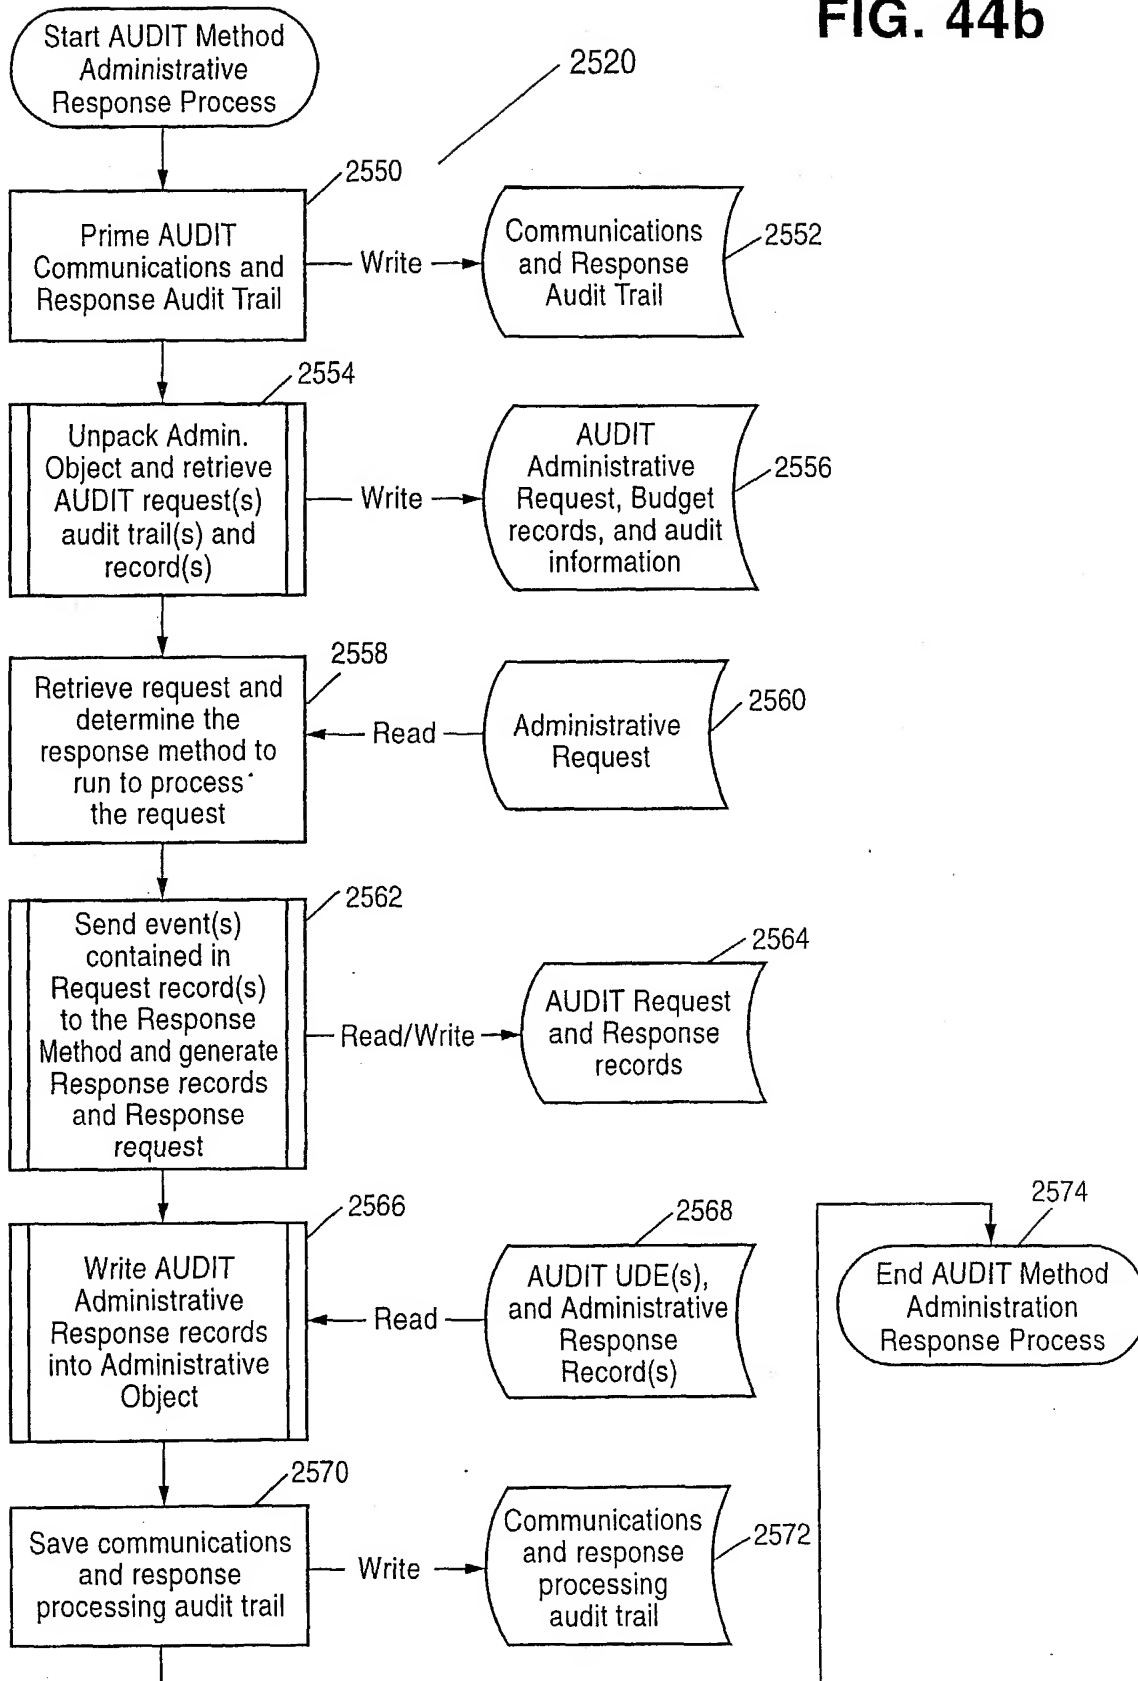 FIG. 44b
Start AUDIT Method
Administrative
Response Process
2520
2550
Prime AUDIT
Communications and
Response Audit Trail
Write
Communications
and Response
Audit Trail
2552
2554
Unpack Admin.
Object and retrieve
AUDIT request(s)
audit trail(s) and
record(s)
Write
AUDIT
Administrative
Request, Budget
records, and audit
information
2556
2558
Retrieve request and
determine the
response method to
run to process
the request
Read
Administrative
Request
2560
2562
Send event(s)
contained in
Request record(s)
to the Response
Method and generate
Response records
and Response
request
Read/Write
2564
AUDIT Request
and Response
records
2566
Write AUDIT
Administrative
Response records
into Administrative
Object
Read
2568
AUDIT UDE(s),
and Administrative
Response
Record(s)
2570
Save communications
and response
processing audit trail
Write
Communications
and response
processing
audit trail
2572
2574
End AUDIT Method
Administration
Response Process